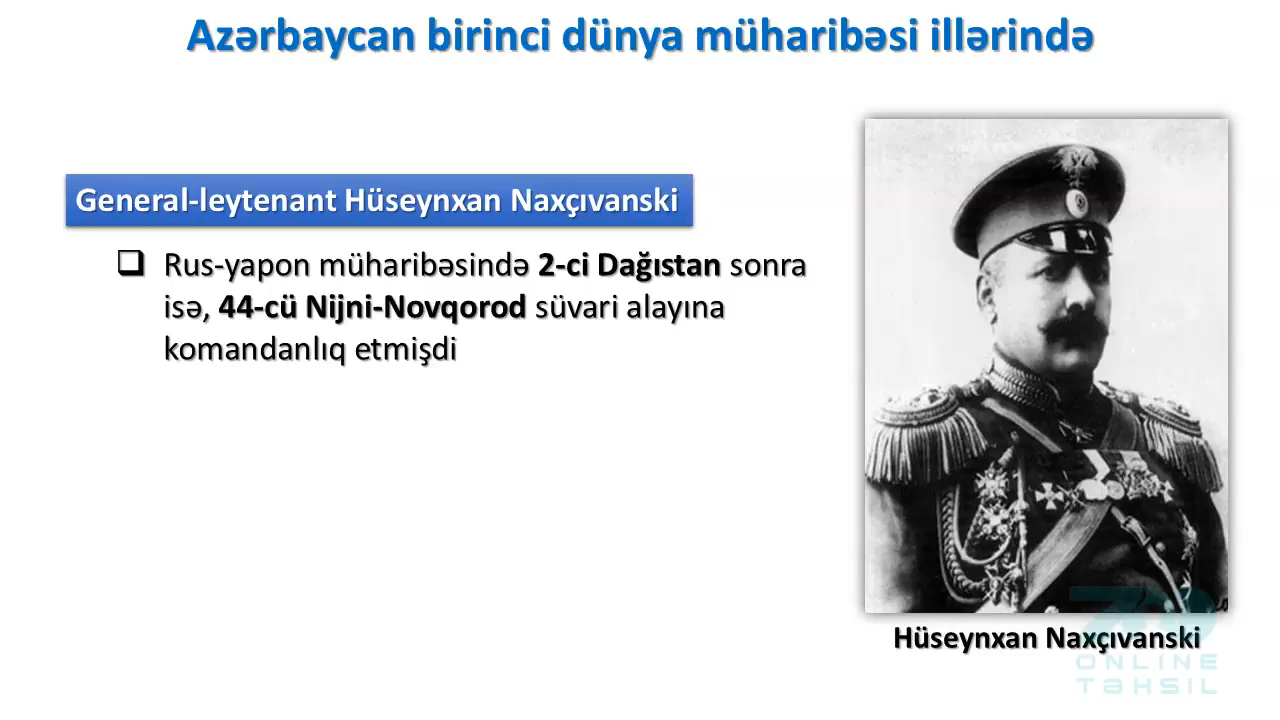 Azərbaycan birinci dünya müharibəsi illərində
General-leytenant Hüseynxan Naxçıvanski
Rus-yapon müharibəsində 2-ci Dağıstan sonra
isə, 44-cü Nijni-Novqorod süvari alayına
komandanlıq etmişdi
Hüseynxan Naxçıvanski
ONLINE
TƏHSİL